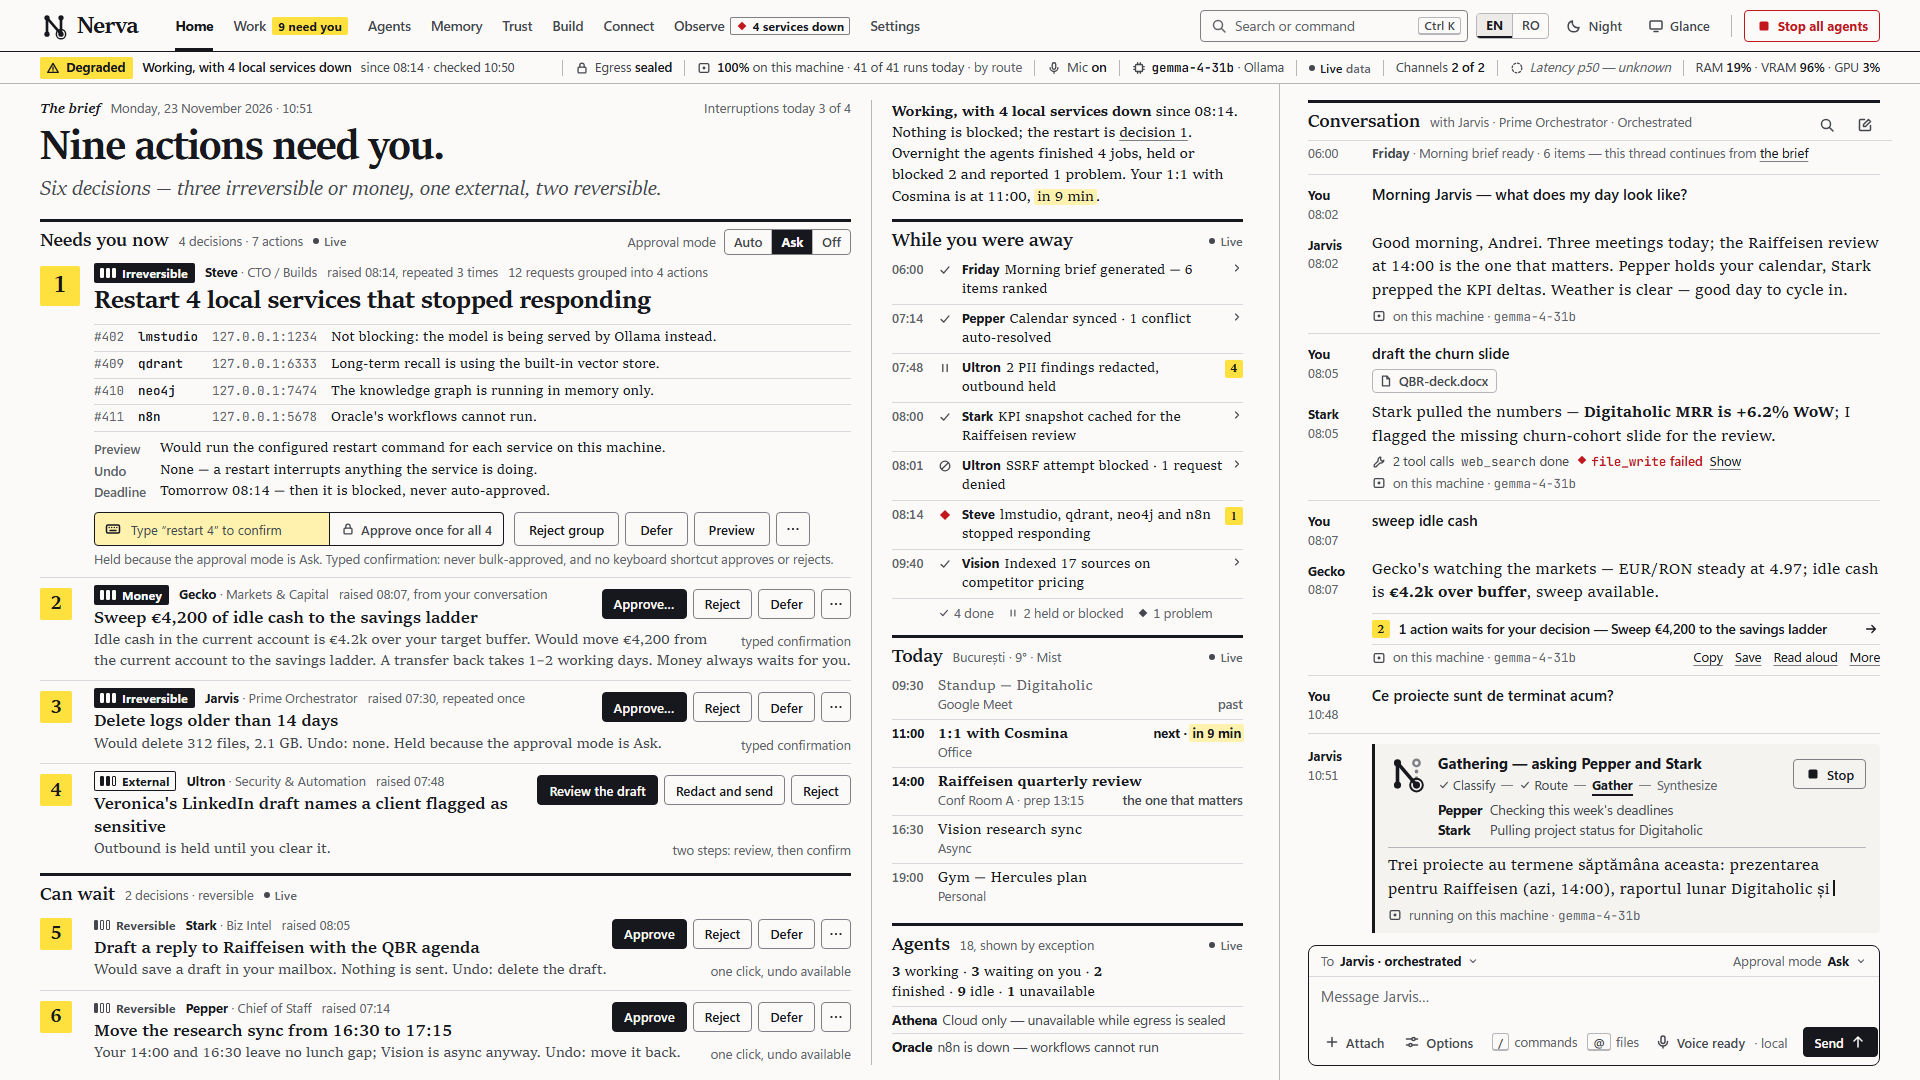 Nerva
Home Work 9 need you Agents Memory Trust Build Connect Observe 4 services down Settings
Search or command Ctrl K EN RO Night Glance Stop all agents
Degraded Working, with 4 local services down since 08:14 · checked 10:50
Egress sealed 100% on this machine · 41 of 41 runs today · by route Mic on gemma-4-31b · Ollama Live data Channels 2 of 2 Latency p50 — unknown RAM 19% · VRAM 96% · GPU 3%
The brief Monday, 23 November 2026 · 10:51 Interruptions today 3 of 4
Nine actions need you.
Six decisions — three irreversible or money, one external, two reversible.
Needs you now 4 decisions · 7 actions Live Approval mode Auto Ask Off
1 Irreversible Steve · CTO / Builds raised 08:14, repeated 3 times 12 requests grouped into 4 actions
Restart 4 local services that stopped responding
#402 lmstudio 127.0.0.1:1234 Not blocking: the model is being served by Ollama instead.
#409 qdrant 127.0.0.1:6333 Long-term recall is using the built-in vector store.
#410 neo4j 127.0.0.1:7474 The knowledge graph is running in memory only.
#411 n8n 127.0.0.1:5678 Oracle's workflows cannot run.
Preview Would run the configured restart command for each service on this machine.
Undo None — a restart interrupts anything the service is doing.
Deadline Tomorrow 08:14 — then it is blocked, never auto-approved.
Type "restart 4" to confirm Approve once for all 4 Reject group Defer Preview ...
Held because the approval mode is Ask. Typed confirmation: never bulk-approved, and no keyboard shortcut approves or rejects.
2 Money Gecko · Markets & Capital raised 08:07, from your conversation
Sweep €4,200 of idle cash to the savings ladder
Approve... Reject Defer ...
Idle cash in the current account is €4.2k over your target buffer. Would move €4,200 from
the current account to the savings ladder. A transfer back takes 1–2 working days. Money always waits for you.
typed confirmation
3 Irreversible Jarvis · Prime Orchestrator raised 07:30, repeated once
Delete logs older than 14 days
Approve... Reject Defer ...
Would delete 312 files, 2.1 GB. Undo: none. Held because the approval mode is Ask.
typed confirmation
4 External Ultron · Security & Automation raised 07:48
Veronica's LinkedIn draft names a client flagged as
sensitive
Review the draft Redact and send Reject
Outbound is held until you clear it.
two steps: review, then confirm
Can wait 2 decisions · reversible Live
5 Reversible Stark · Biz Intel raised 08:05
Draft a reply to Raiffeisen with the QBR agenda
Approve Reject Defer ...
Would save a draft in your mailbox. Nothing is sent. Undo: delete the draft.
one click, undo available
6 Reversible Pepper · Chief of Staff raised 07:14
Move the research sync from 16:30 to 17:15
Approve Reject Defer ...
Your 14:00 and 16:30 leave no lunch gap; Vision is async anyway. Undo: move it back.
one click, undo available
Working, with 4 local services down since 08:14.
Nothing is blocked; the restart is decision 1.
Overnight the agents finished 4 jobs, held or
blocked 2 and reported 1 problem. Your 1:1 with
Cosmina is at 11:00, in 9 min.
While you were away Live
06:00 Friday Morning brief generated — 6
items ranked
07:14 Pepper Calendar synced · 1 conflict
auto-resolved
07:48 Ultron 2 PII findings redacted, 4
outbound held
08:00 Stark KPI snapshot cached for the
Raiffeisen review
08:01 Ultron SSRF attempt blocked · 1 request
denied
08:14 Steve lmstudio, qdrant, neo4j and n8n 1
stopped responding
09:40 Vision Indexed 17 sources on
competitor pricing
4 done 2 held or blocked 1 problem
Today București · 9° · Mist Live
09:30 Standup — Digitaholic
Google Meet past
11:00 1:1 with Cosmina next · in 9 min
Office
14:00 Raiffeisen quarterly review
Conf Room A · prep 13:15 the one that matters
16:30 Vision research sync
Async
19:00 Gym — Hercules plan
Personal
Agents 18, shown by exception Live
3 working · 3 waiting on you · 2
finished · 9 idle · 1 unavailable
Athena Cloud only — unavailable while egress is sealed
Oracle n8n is down — workflows cannot run
Conversation with Jarvis · Prime Orchestrator · Orchestrated
06:00 Friday · Morning brief ready · 6 items — this thread continues from the brief
You Morning Jarvis — what does my day look like?
08:02
Jarvis Good morning, Andrei. Three meetings today; the Raiffeisen review
08:02 at 14:00 is the one that matters. Pepper holds your calendar, Stark
prepped the KPI deltas. Weather is clear — good day to cycle in.
on this machine · gemma-4-31b
You draft the churn slide
08:05 QBR-deck.docx
Stark Stark pulled the numbers — Digitaholic MRR is +6.2% WoW; I
08:05 flagged the missing churn-cohort slide for the review.
2 tool calls web_search done file_write failed Show
on this machine · gemma-4-31b
You sweep idle cash
08:07
Gecko Gecko's watching the markets — EUR/RON steady at 4.97; idle cash
08:07 is €4.2k over buffer, sweep available.
2 1 action waits for your decision — Sweep €4,200 to the savings ladder
on this machine · gemma-4-31b Copy Save Read aloud More
You Ce proiecte sunt de terminat acum?
10:48
Jarvis Gathering — asking Pepper and Stark Stop
10:51 Classify — Route — Gather — Synthesize
Pepper Checking this week's deadlines
Stark Pulling project status for Digitaholic
Trei proiecte au termene săptămâna aceasta: prezentarea
pentru Raiffeisen (azi, 14:00), raportul lunar Digitaholic și
running on this machine · gemma-4-31b
To Jarvis · orchestrated Approval mode Ask
Message Jarvis...
Attach Options / commands @ files Voice ready · local Send